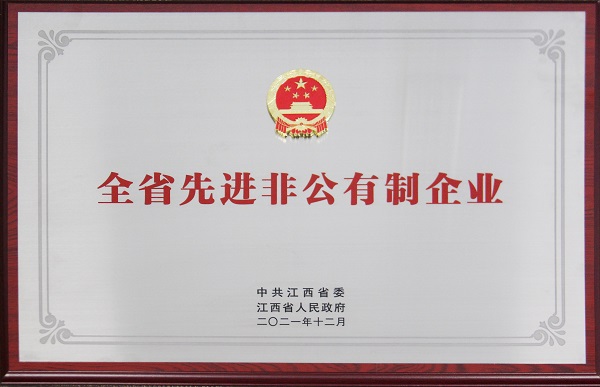 全省先进非公有制企业
中共江西省委
江西省人民政府
二〇二一年十二月